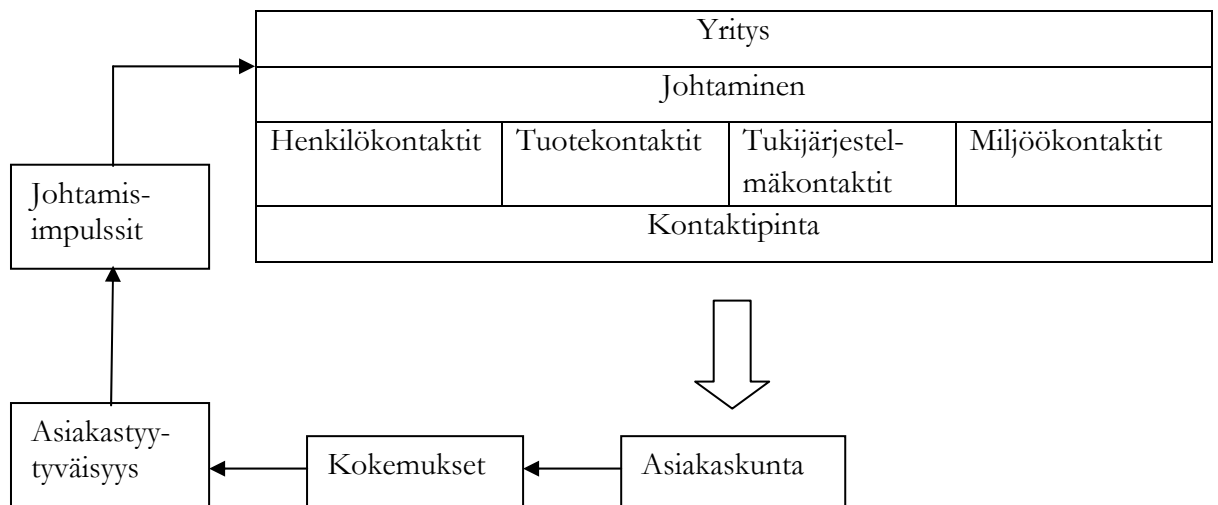 Yritys
Johtaminen
Henkilökontaktit
Tuotekontaktit
Tukijärjestel-
mäkontaktit
Miljöökontaktit
Kontaktipinta
Johtamis-
impulssit
Asiakastyy-
tyväisyys
Kokemukset
Asiakaskunta